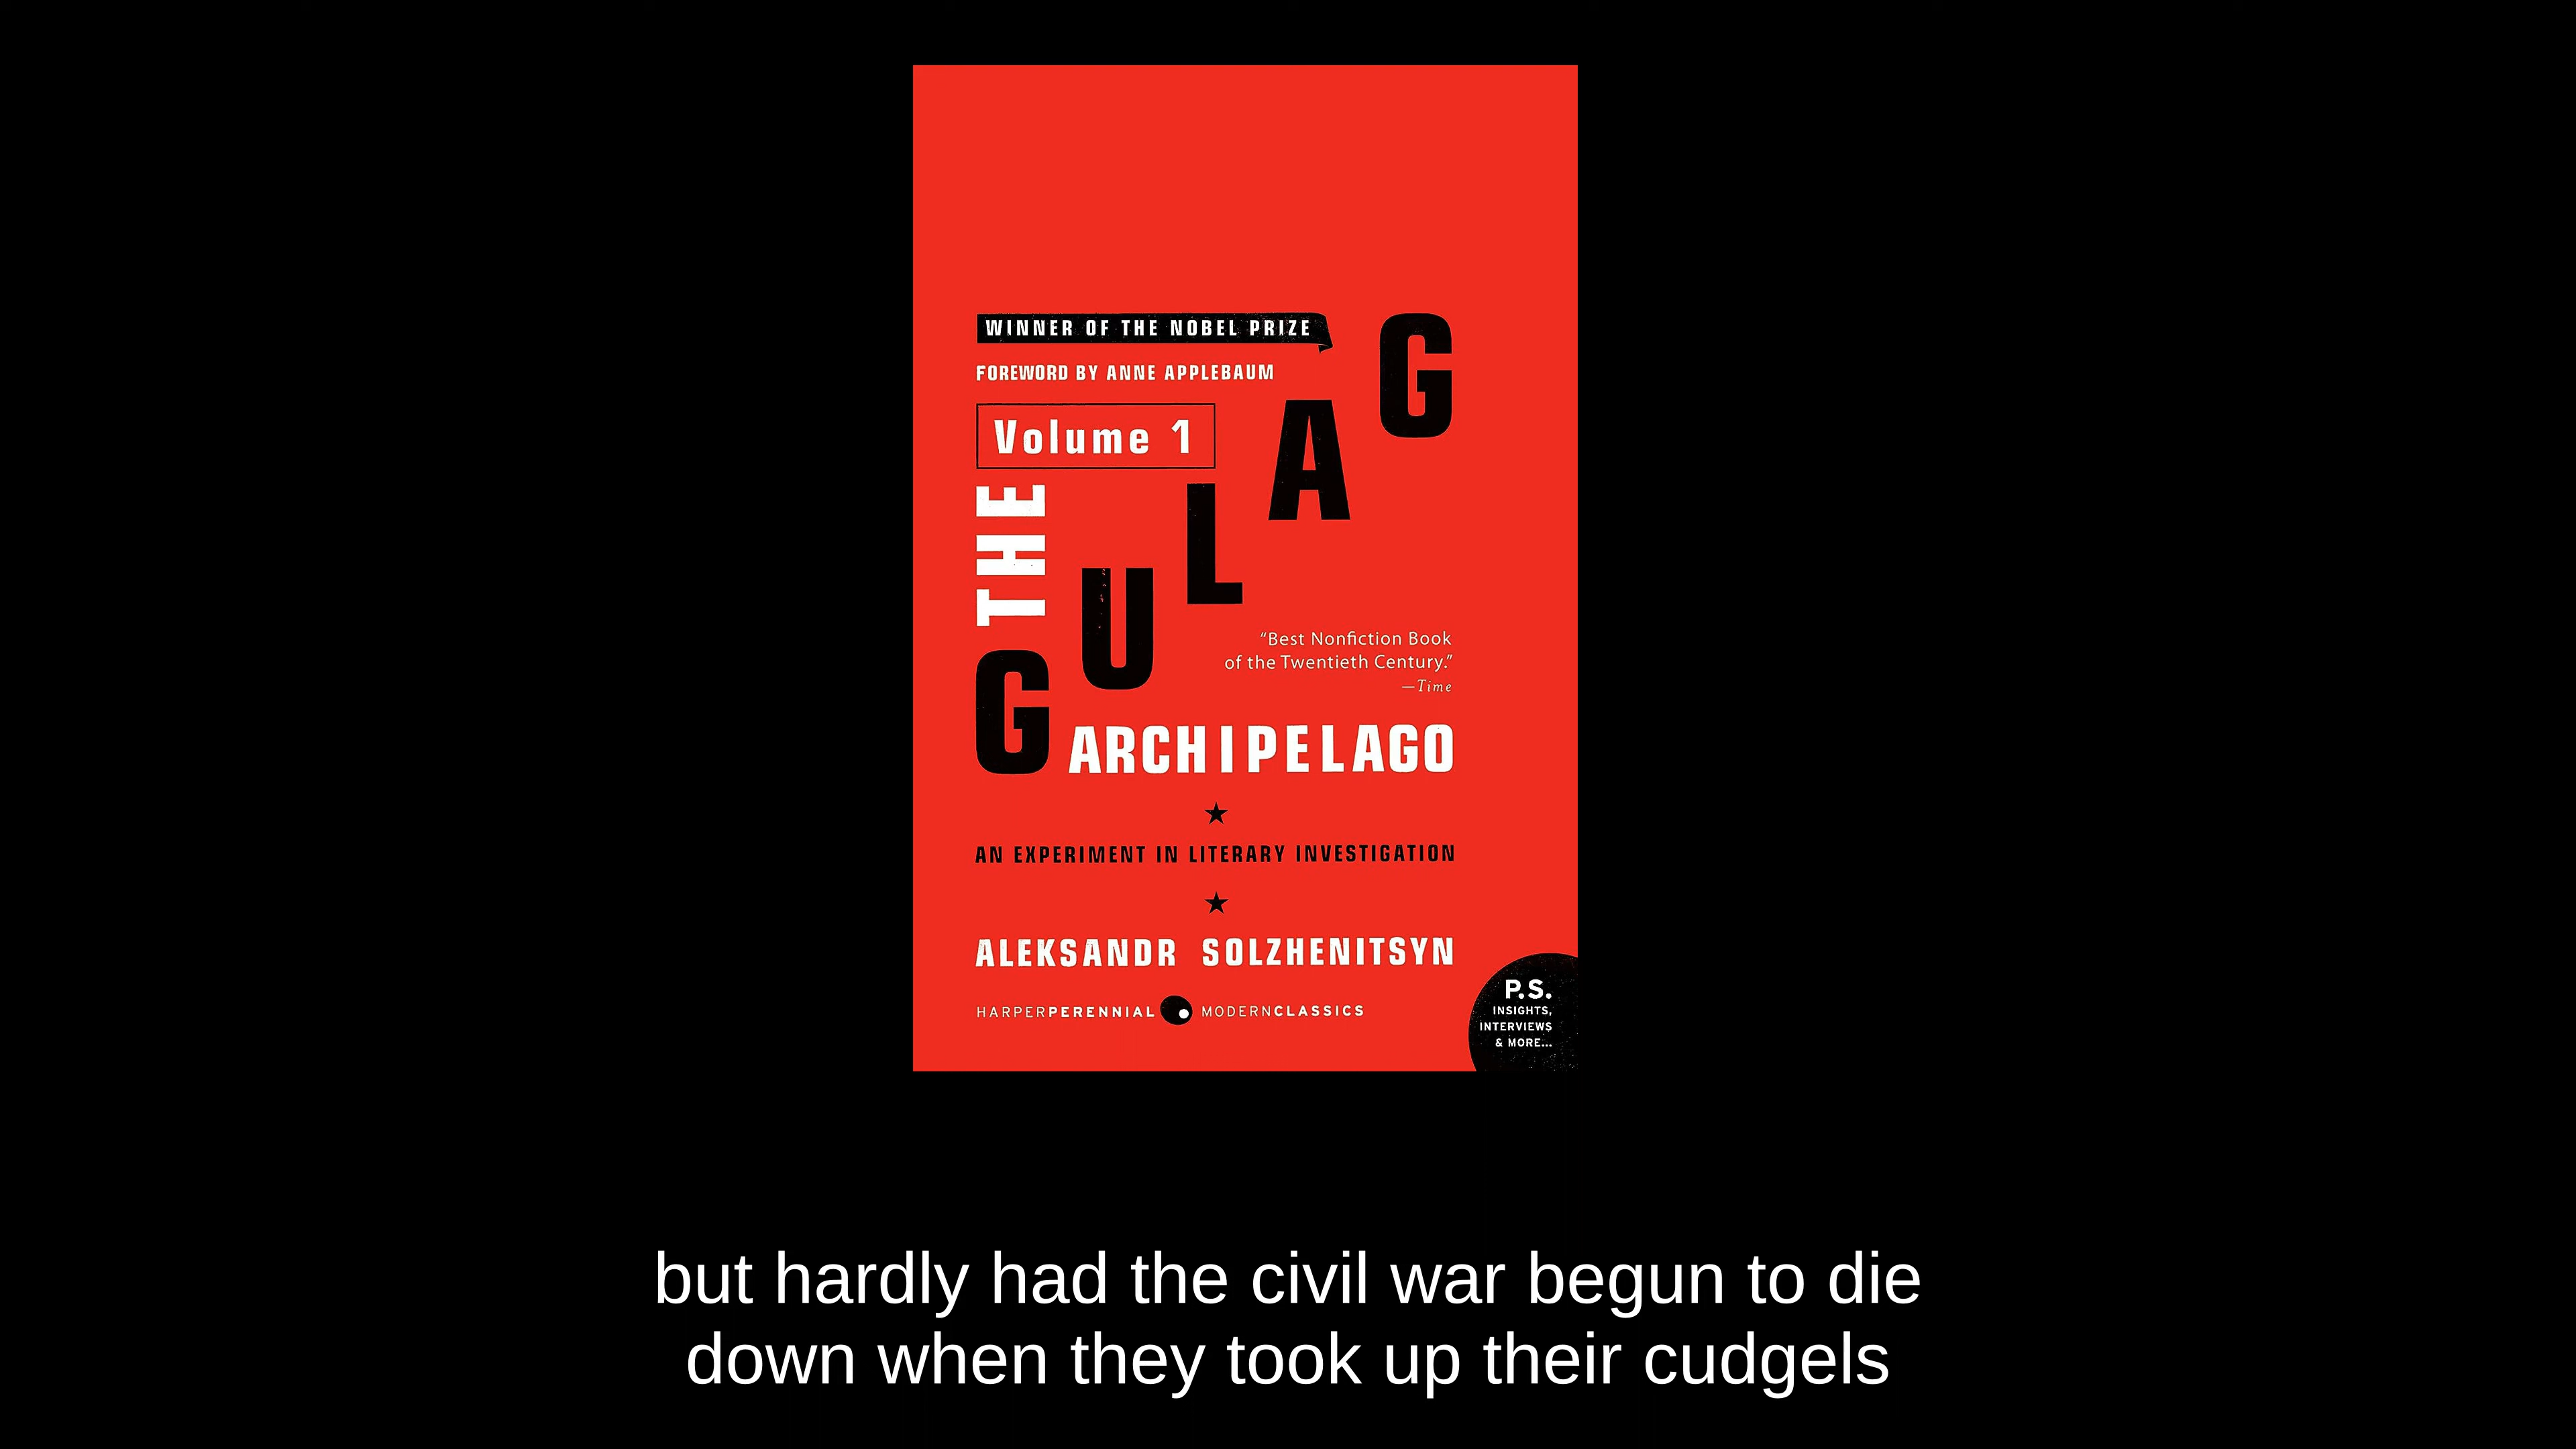 WINNER OF THE NOBEL PRIZE
FOREWORD BY ANNE APPLEBAUM
Volume 1
THE
GULAG
"Best Nonfiction Book
of the Twentieth Century."
—Time
ARCHIPELAGO
AN EXPERIMENT IN LITERARY INVESTIGATION
ALEKSANDR SOLZHENITSYN
HARPERPERENNIAL MODERNCLASSICS
P.S.
INSIGHTS,
INTERVIEWS
& MORE...
but hardly had the civil war begun to die
down when they took up their cudgels